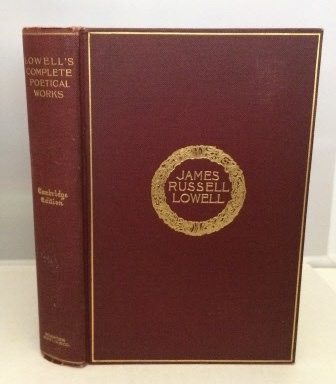 LOWELL'S
COMPLETE
POETICAL
WORKS
Cambridge
Edition
JAMES
RUSSELL
LOWELL